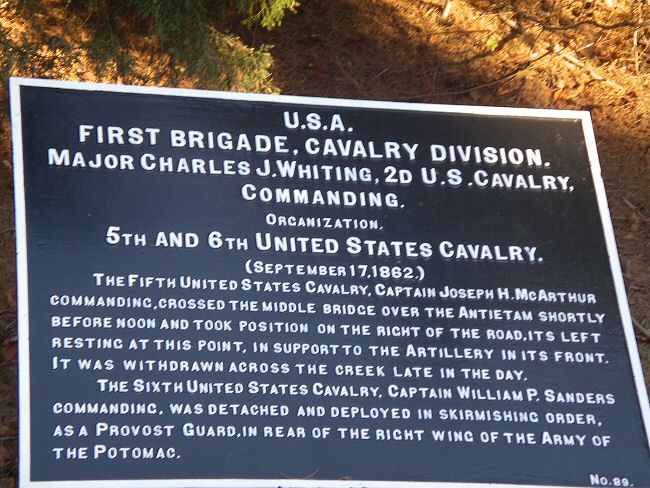 U.S.A.
FIRST BRIGADE, CAVALRY DIVISION.
MAJOR CHARLES J. WHITING, 2D U.S. CAVALRY,
COMMANDING.
ORGANIZATION.
5TH AND 6TH UNITED STATES CAVALRY.
(SEPTEMBER 17, 1862.)
THE FIFTH UNITED STATES CAVALRY, CAPTAIN JOSEPH H. MCARTHUR
COMMANDING, CROSSED THE MIDDLE BRIDGE OVER THE ANTIETAM SHORTLY
BEFORE NOON AND TOOK POSITION ON THE RIGHT OF THE ROAD, ITS LEFT
RESTING AT THIS POINT, IN SUPPORT TO THE ARTILLERY IN ITS FRONT.
IT WAS WITHDRAWN ACROSS THE CREEK LATE IN THE DAY.
THE SIXTH UNITED STATES CAVALRY, CAPTAIN WILLIAM P. SANDERS
COMMANDING, WAS DETACHED AND DEPLOYED IN SKIRMISHING ORDER,
AS A PROVOST GUARD, IN REAR OF THE RIGHT WING OF THE ARMY OF
THE POTOMAC.
NO. 89.